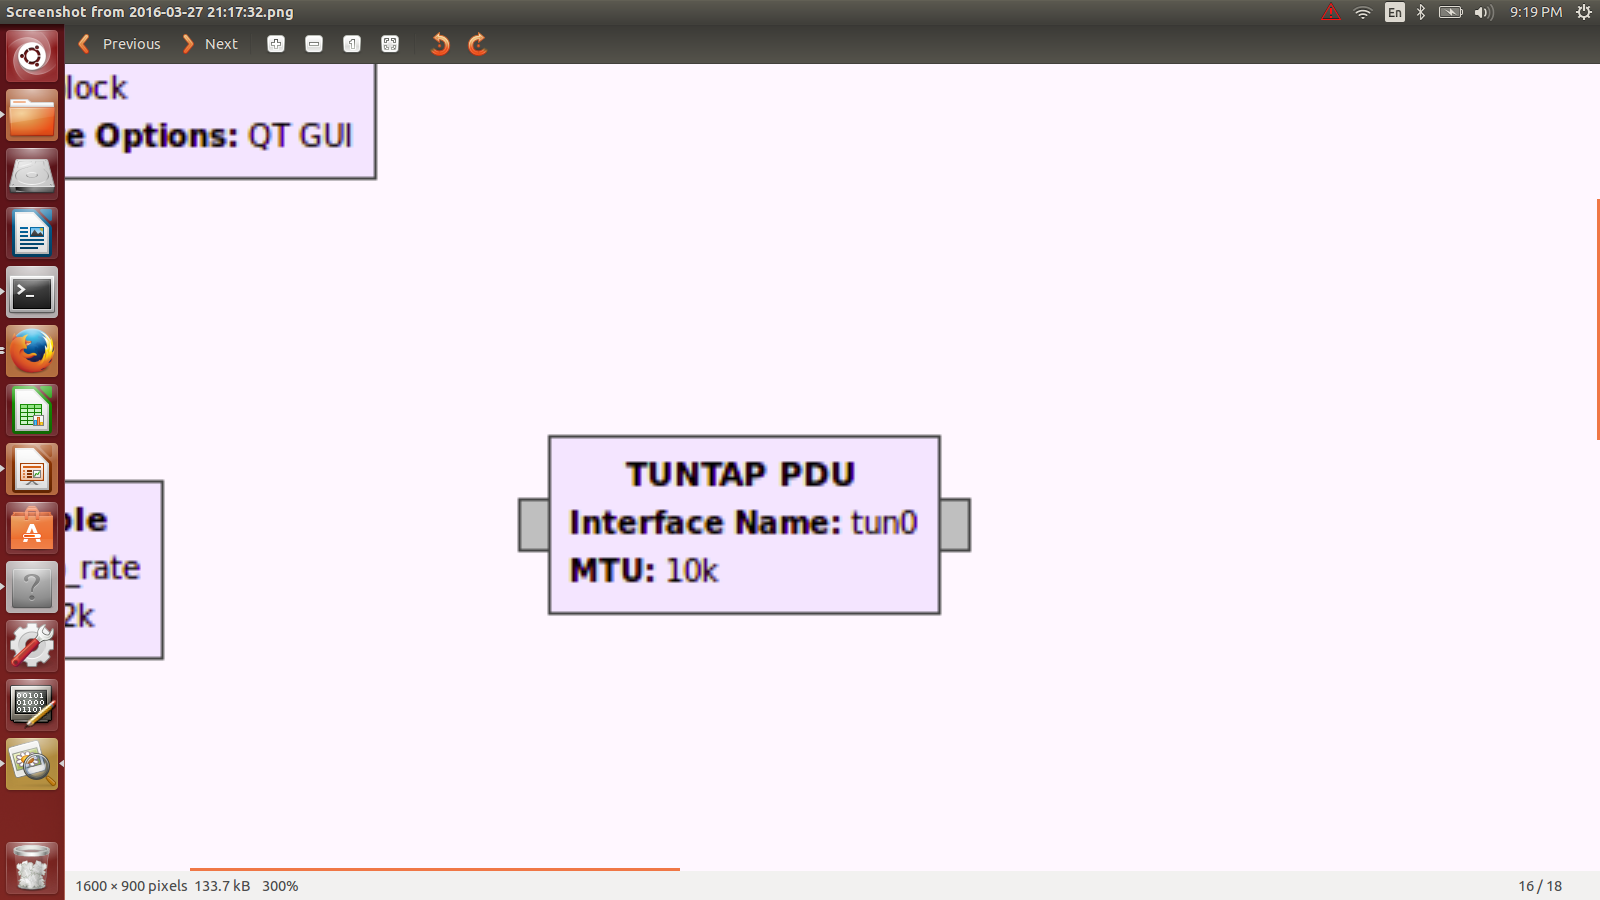 Screenshot from 2016-03-27 21:17:32.png
En
9:19 PM
Previous
Next
lock
e Options: QT GUI
TUNTAP PDU
Interface Name: tun0
MTU: 10k
ple
_rate
2k
1600 × 900 pixels 133.7 kB 300%
16 / 18